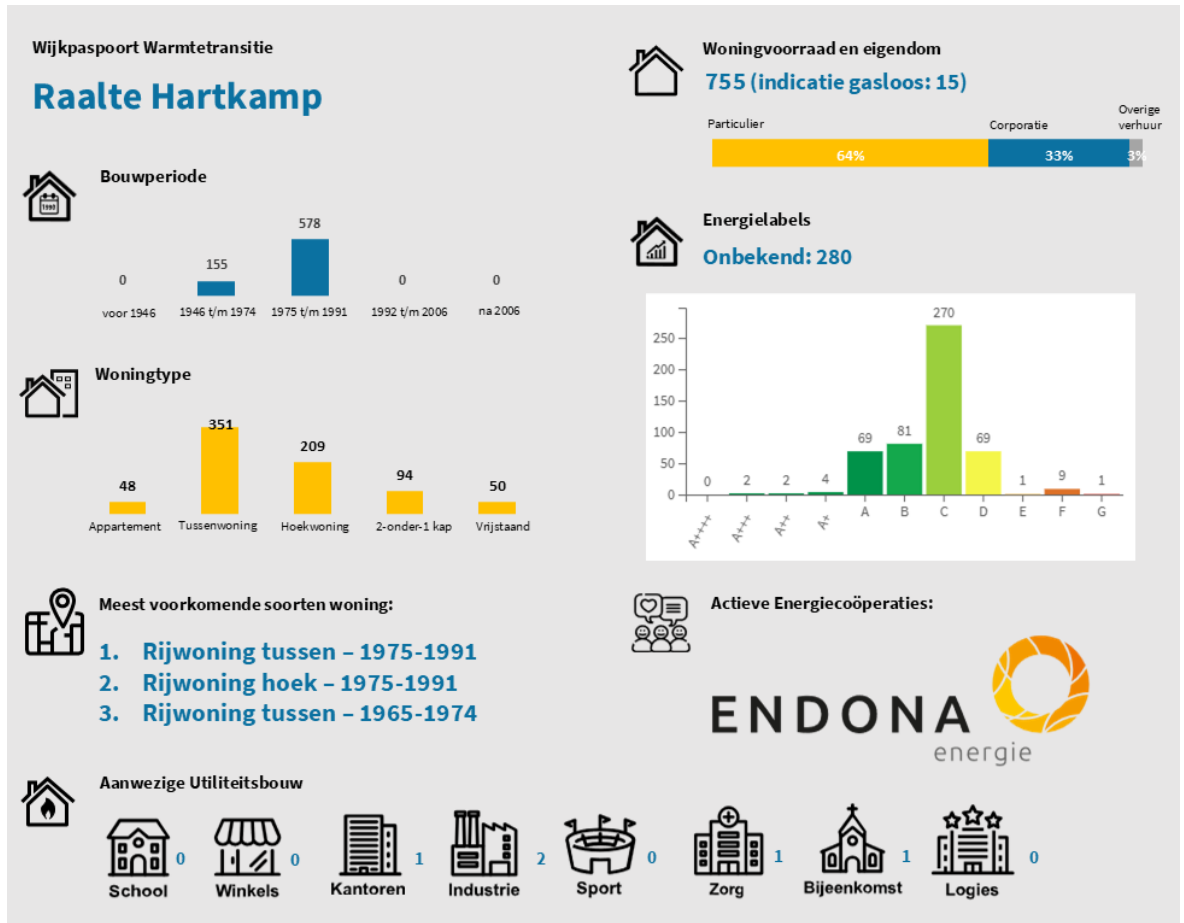 Wijkpaspoort Warmtetransitie
Raalte Hartkamp
Bouwperiode
0 155 578 0 0
voor 1946 1946 t/m 1974 1975 t/m 1991 1992 t/m 2006 na 2006
Woningtype
48 351 209 94 50
Appartement Tussenwoning Hoekwoning 2-onder-1 kap Vrijstaand
Meest voorkomende soorten woning:
1. Rijwoning tussen – 1975-1991
2. Rijwoning hoek – 1975-1991
3. Rijwoning tussen – 1965-1974
Woningvoorraad en eigendom
755 (indicatie gasloos: 15)
Particulier Corporatie Overige
verhuur
64% 33% 3%
Energielabels
Onbekend: 280
250
200
150
100
50
0
0 2 2 4 69 81 270 69 1 9 1
A++++ A+++ A++ A+ A B C D E F G
Actieve Energiecoöperaties:
ENDONA
energie
Aanwezige Utiliteitsbouw
0 0 1 2 0 1 1 0
School Winkels Kantoren Industrie Sport Zorg Bijeenkomst Logies
1990